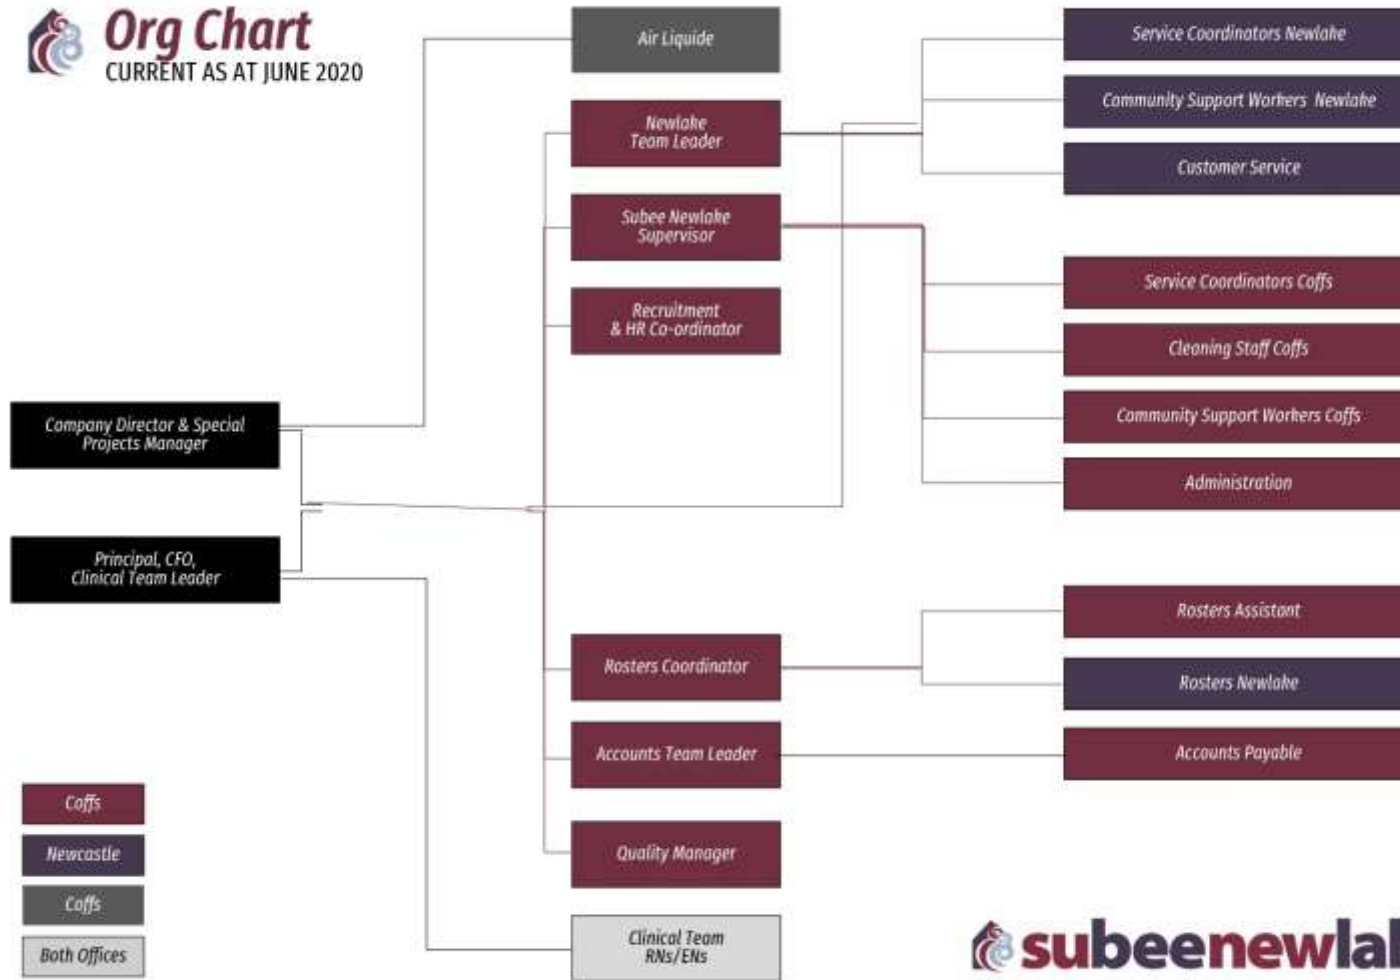 Org Chart
CURRENT AS AT JUNE 2020
Air Liquide
Newlake
Team Leader
Subee Newlake
Supervisor
Recruitment
& HR Co-ordinator
Company Director & Special
Projects Manager
Principal, CFO,
Clinical Team Leader
Rosters Coordinator
Accounts Team Leader
Quality Manager
Clinical Team
RNs/ENs
Service Coordinators Newlake
Community Support Workers Newlake
Customer Service
Service Coordinators Coffs
Cleaning Staff Coffs
Community Support Workers Coffs
Administration
Rosters Assistant
Rosters Newlake
Accounts Payable
Coffs
Newcastle
Coffs
Both Offices
subeenewlal